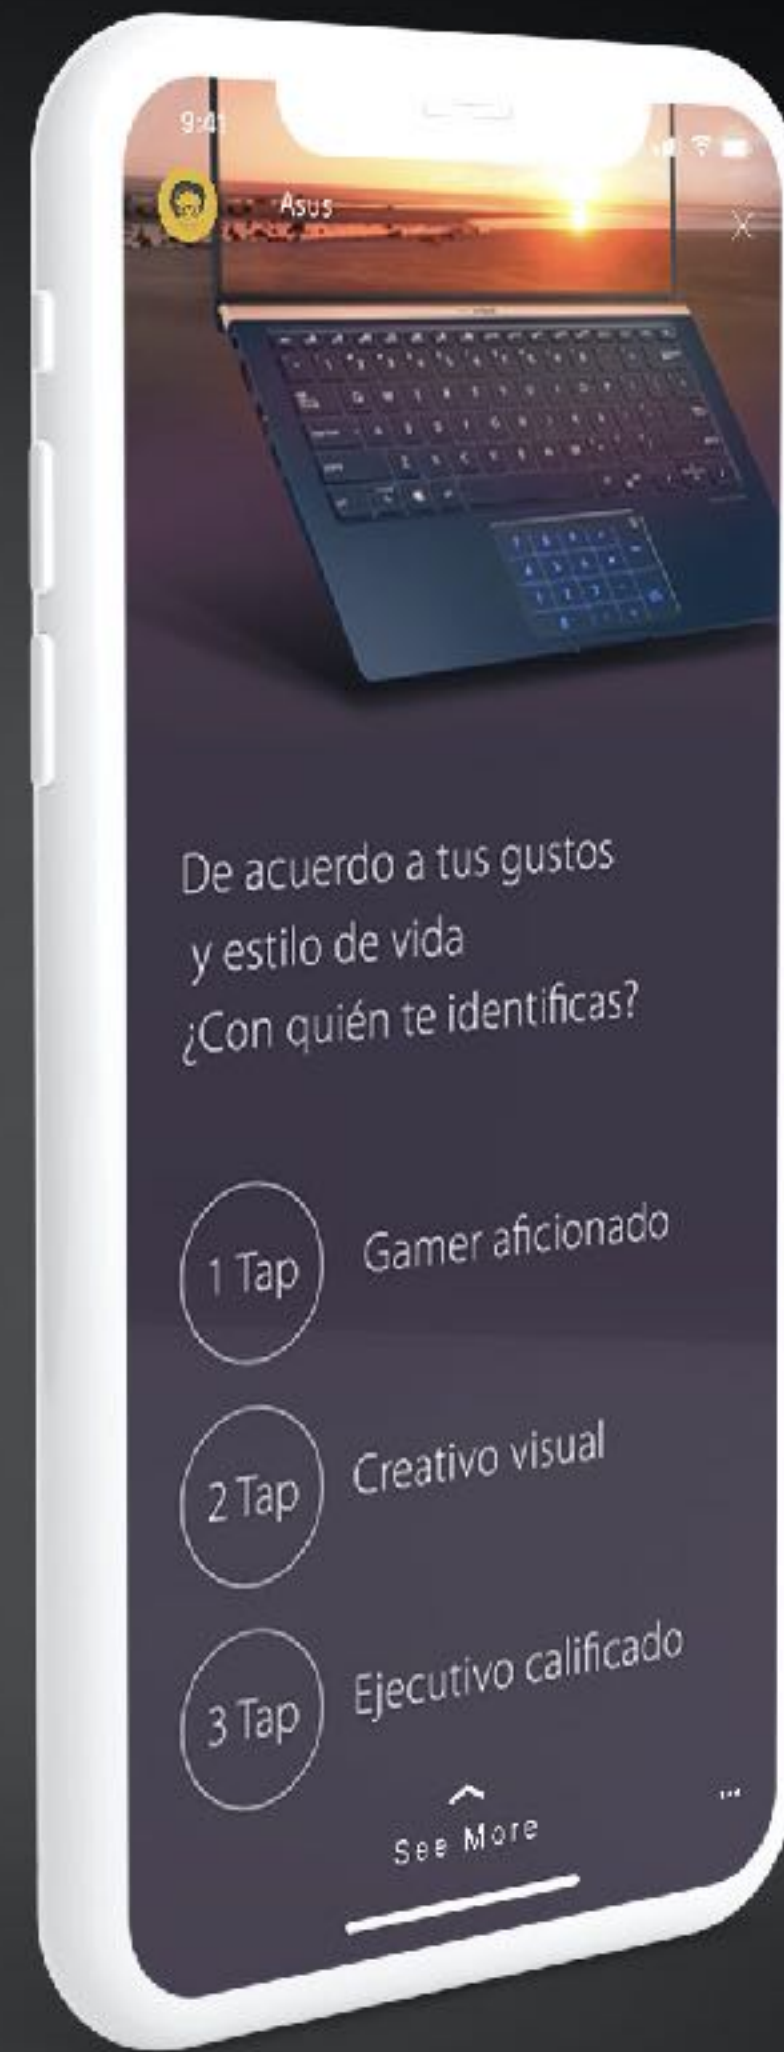 9:41
Asus
De acuerdo a tus gustos
y estilo de vida
¿Con quién te identificas?
1 Tap
Gamer aficionado
2 Tap
Creativo visual
3 Tap
Ejecutivo calificado
See More